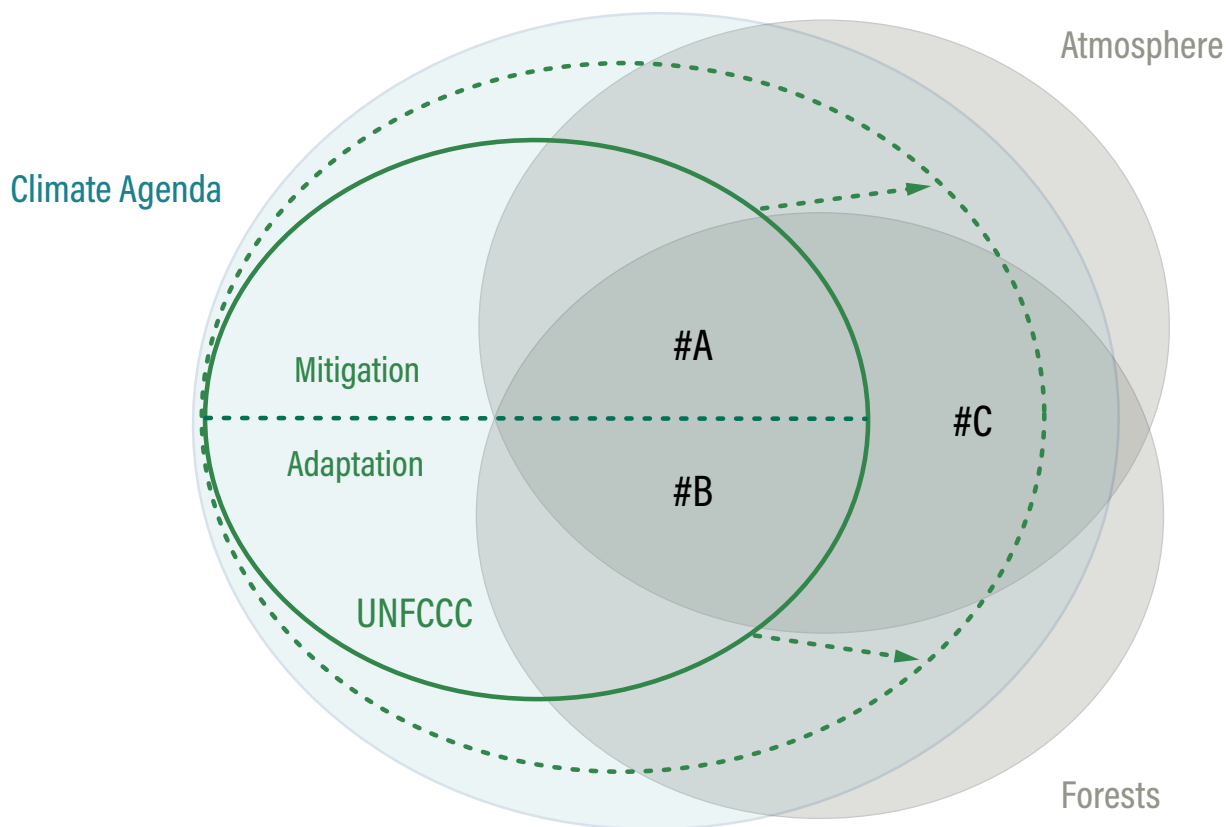 Atmosphere
Climate Agenda
#A
Mitigation
#C
Adaptation
#B
UNFCCC
Forests